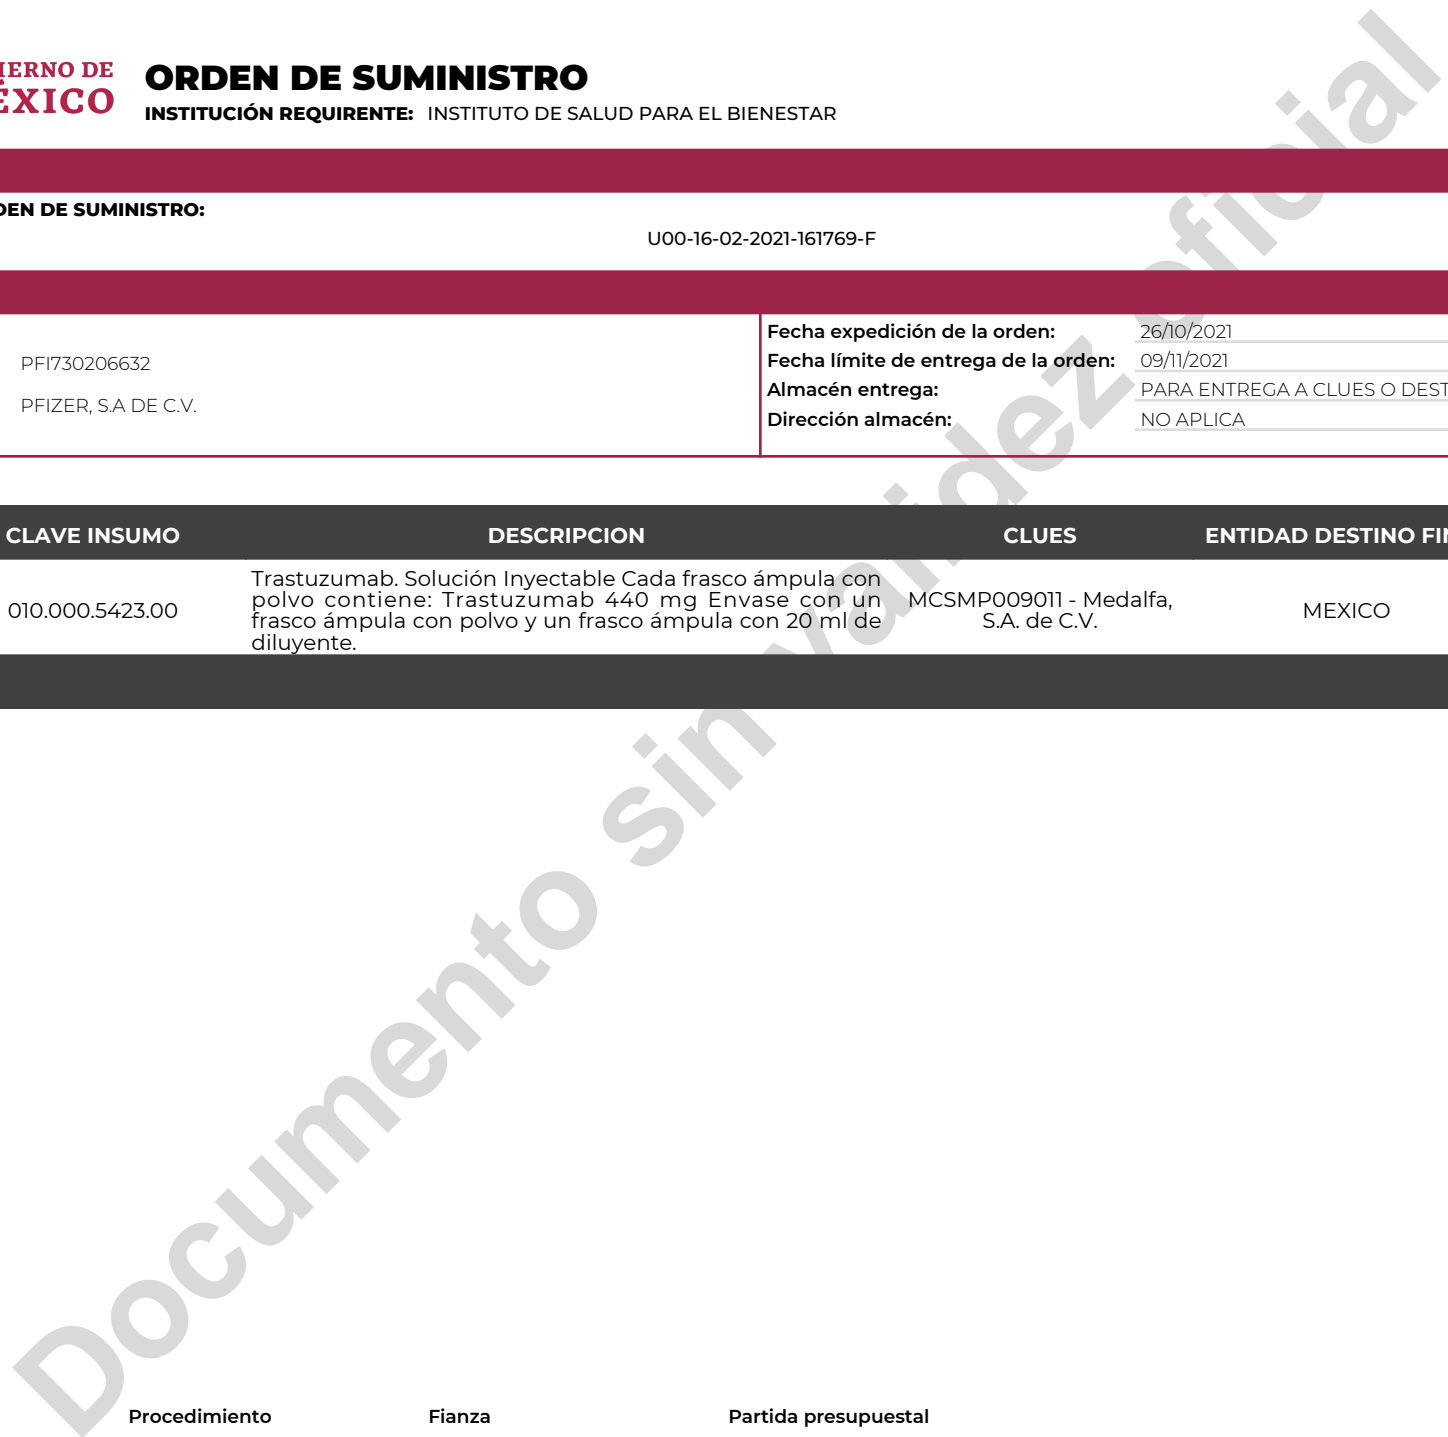 IERNO DE
ÉXICO
ORDEN DE SUMINISTRO
INSTITUCIÓN REQUIRENTE: INSTITUTO DE SALUD PARA EL BIENESTAR
DEN DE SUMINISTRO:
U00-16-02-2021-161769-F
PFI730206632
PFIZER, S.A DE C.V.
Fecha expedición de la orden: 26/10/2021
Fecha límite de entrega de la orden: 09/11/2021
Almacén entrega: PARA ENTREGA A CLUES O DEST
Dirección almacén: NO APLICA
CLAVE INSUMO DESCRIPCION CLUES ENTIDAD DESTINO FIN
010.000.5423.00
Trastuzumab. Solución Inyectable Cada frasco ámpula con
polvo contiene: Trastuzumab 440 mg Envase con un
frasco ámpula con polvo y un frasco ámpula con 20 ml de
diluyente.
MCSMP009011 - Medalfa,
S.A. de C.V.
MEXICO
Documento sin validez oficial
Procedimiento Fianza Partida presupuestal